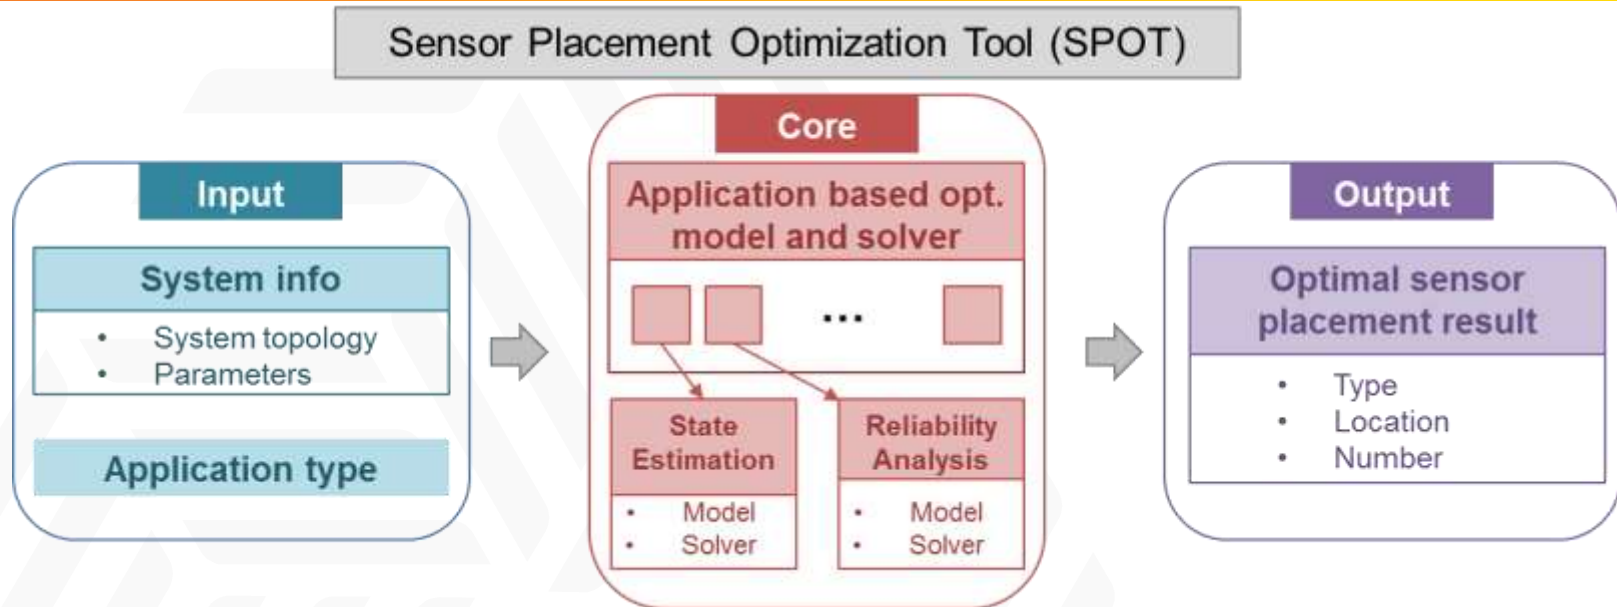 Sensor Placement Optimization Tool (SPOT)
Input
System info
• System topology
• Parameters
Application type
Core
Application based opt.
model and solver
...
State
Estimation
• Model
• Solver
Reliability
Analysis
• Model
• Solver
Output
Optimal sensor
placement result
• Type
• Location
• Number